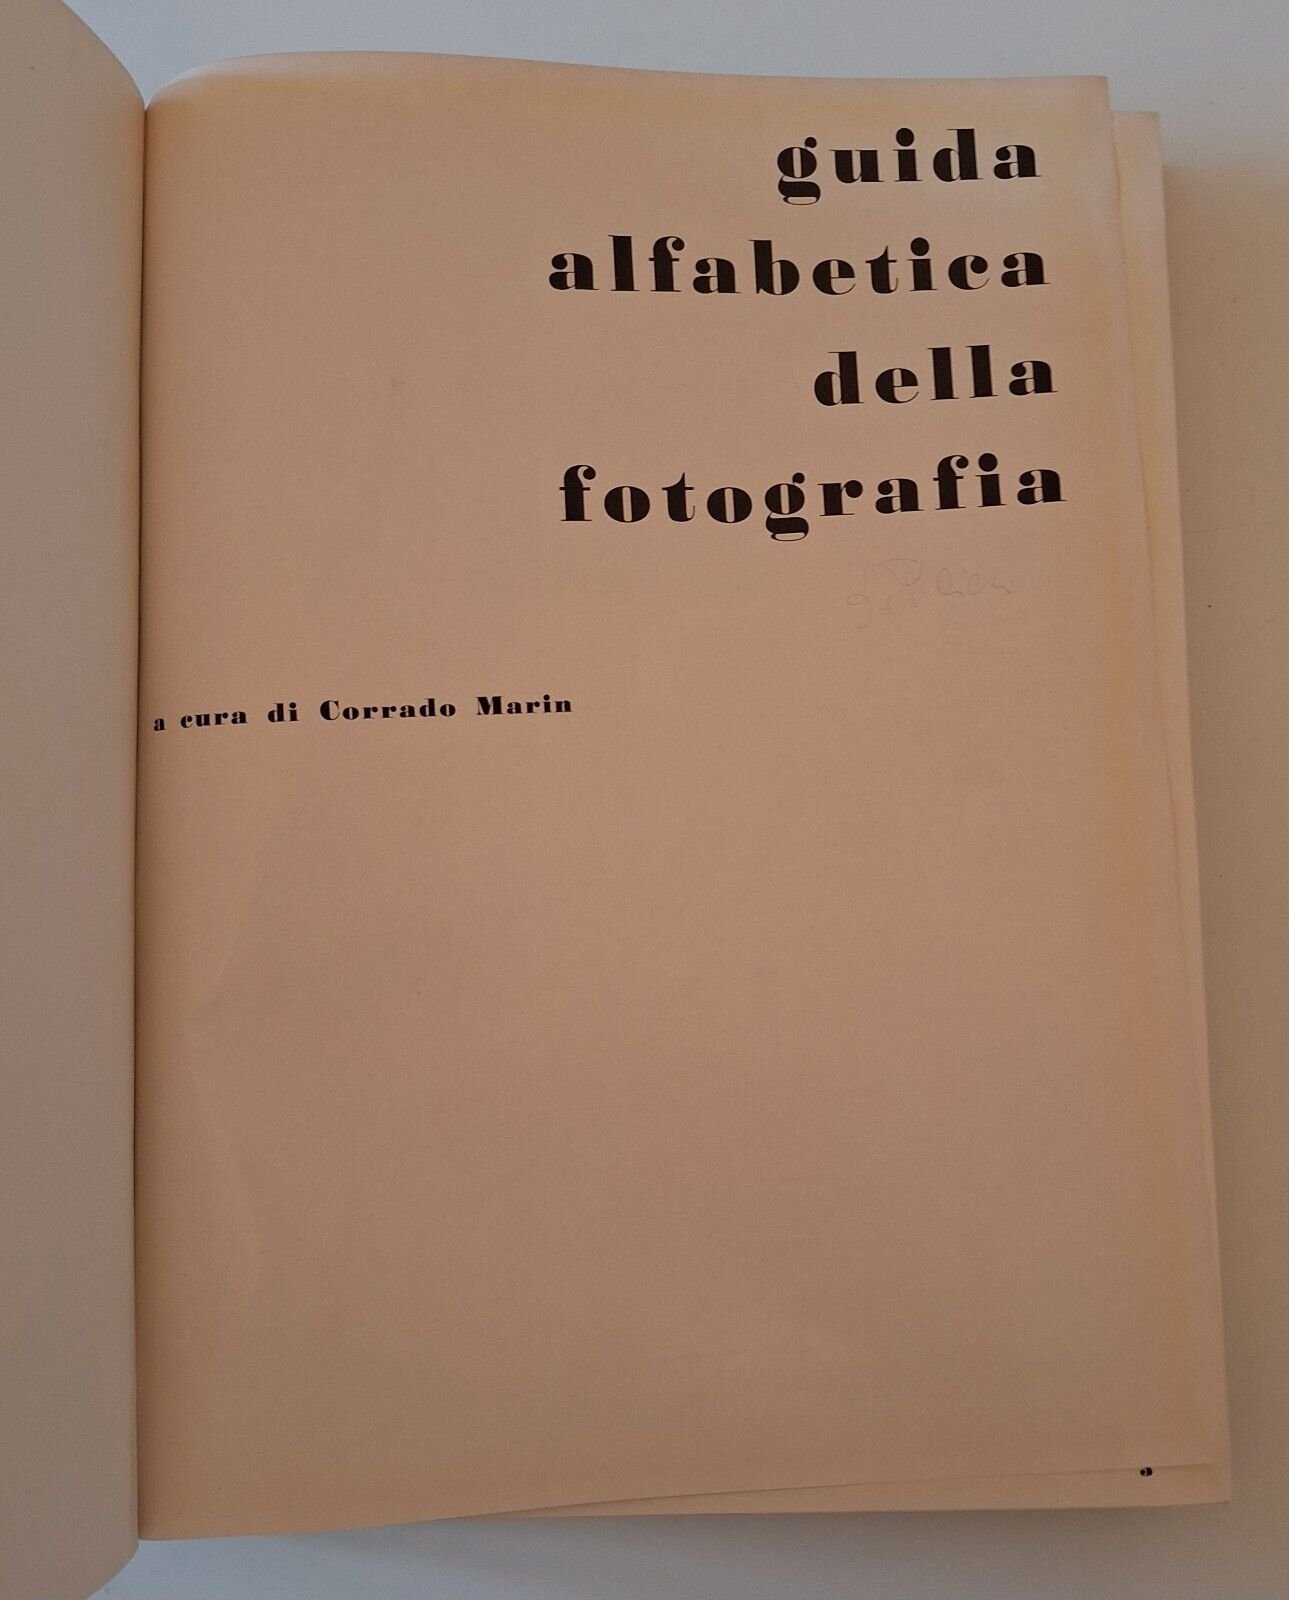 guida
alfabetica
della
fotografia
a cura di Corrado Marin